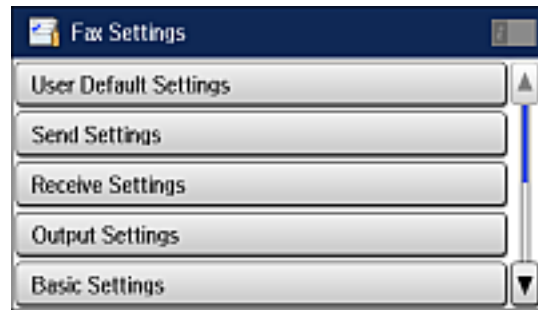 Fax Settings
User Default Settings
Send Settings
Receive Settings
Output Settings
Basic Settings